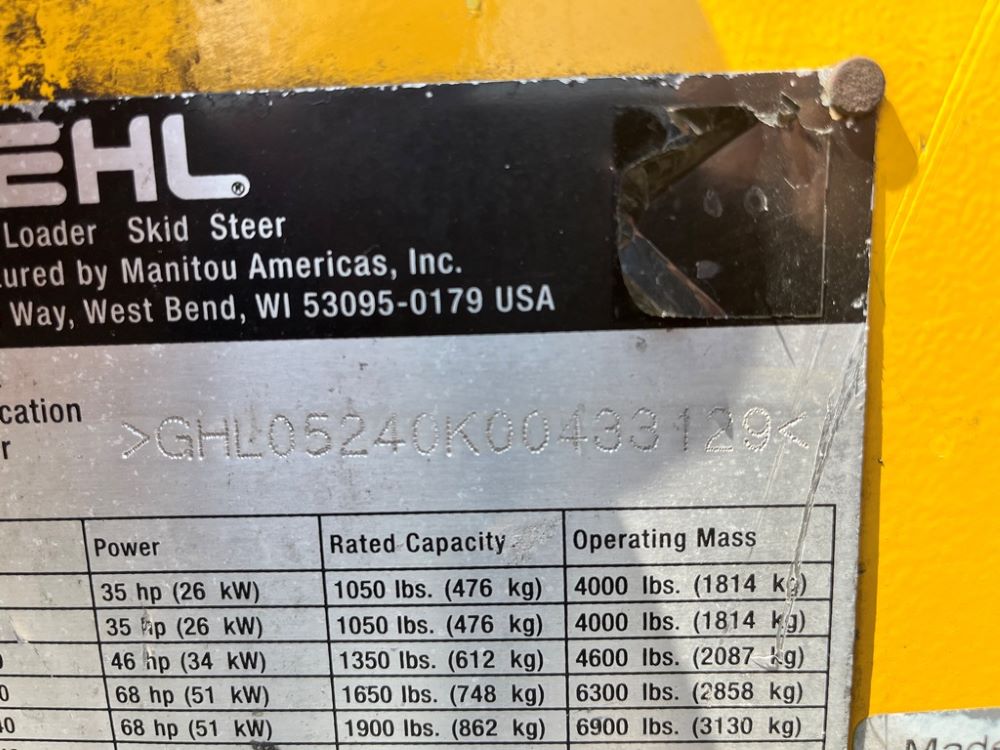 EHL®
Loader Skid Steer
ured by Manitou Americas, Inc.
Way, West Bend, WI 53095-0179 USA
cation
r
>GHL05240K00433129<
Power Rated Capacity Operating Mass
35 hp (26 kW) 1050 lbs. (476 kg) 4000 lbs. (1814 kg)
35 hp (26 kW) 1050 lbs. (476 kg) 4000 lbs. (1814 kg)
46 hp (34 kW) 1350 lbs. (612 kg) 4600 lbs. (2087 kg)
0 68 hp (51 kW) 1650 lbs. (748 kg) 6300 lbs. (2858 kg)
40 68 hp (51 kW) 1900 lbs. (862 kg) 6900 lbs. (3130 kg)
Mad